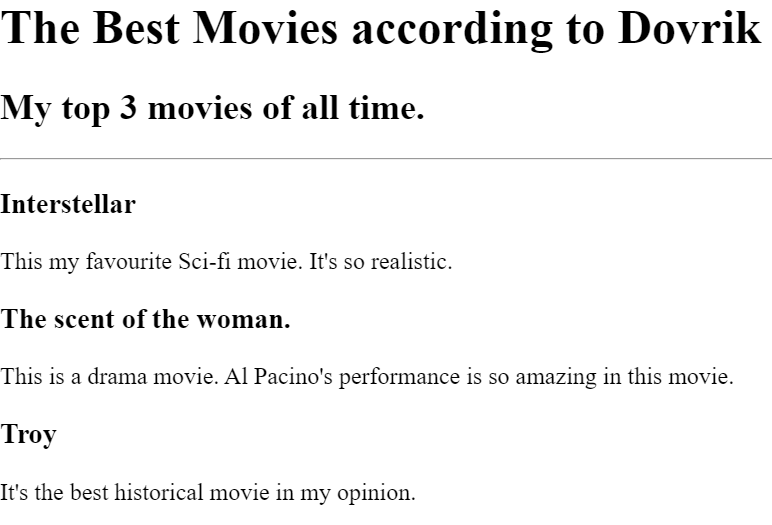 The Best Movies according to Dovrik
My top 3 movies of all time.
Interstellar
This my favourite Sci-fi movie. It's so realistic.
The scent of the woman.
This is a drama movie. Al Pacino's performance is so amazing in this movie.
Troy
It's the best historical movie in my opinion.